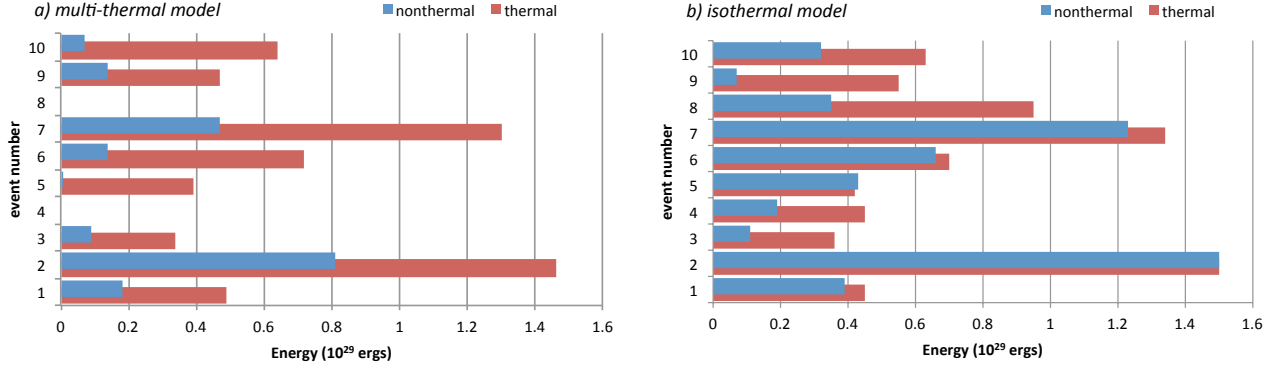 a) multi-thermal model
nonthermal thermal
event number
10
9
8
7
6
5
4
3
2
1
0 0.2 0.4 0.6 0.8 1 1.2 1.4 1.6
Energy (10²⁹ ergs)
b) isothermal model
nonthermal thermal
event number
10
9
8
7
6
5
4
3
2
1
0 0.2 0.4 0.6 0.8 1 1.2 1.4 1.6
Energy (10²⁹ ergs)